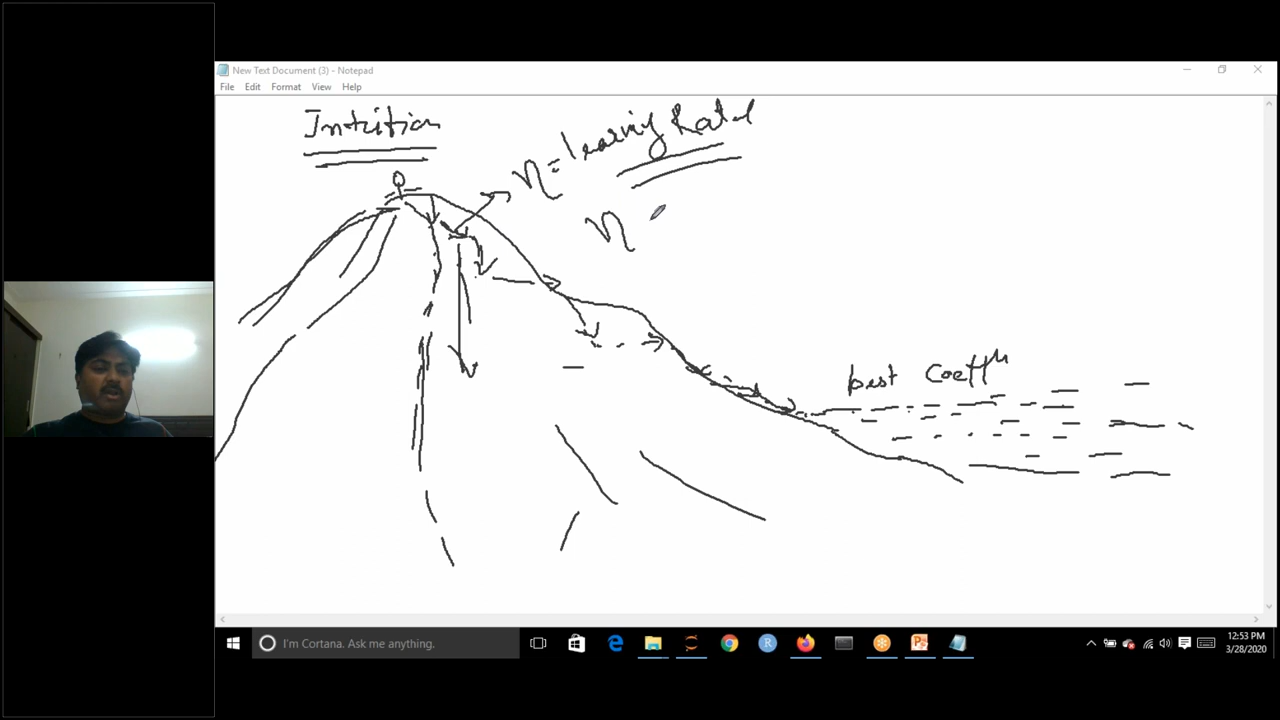 New Text Document (3) - Notepad
File Edit Format View Help
Intuition
η = learning Rate
η
best Coeffⁿ
I'm Cortana. Ask me anything.
12:53 PM
3/28/2020